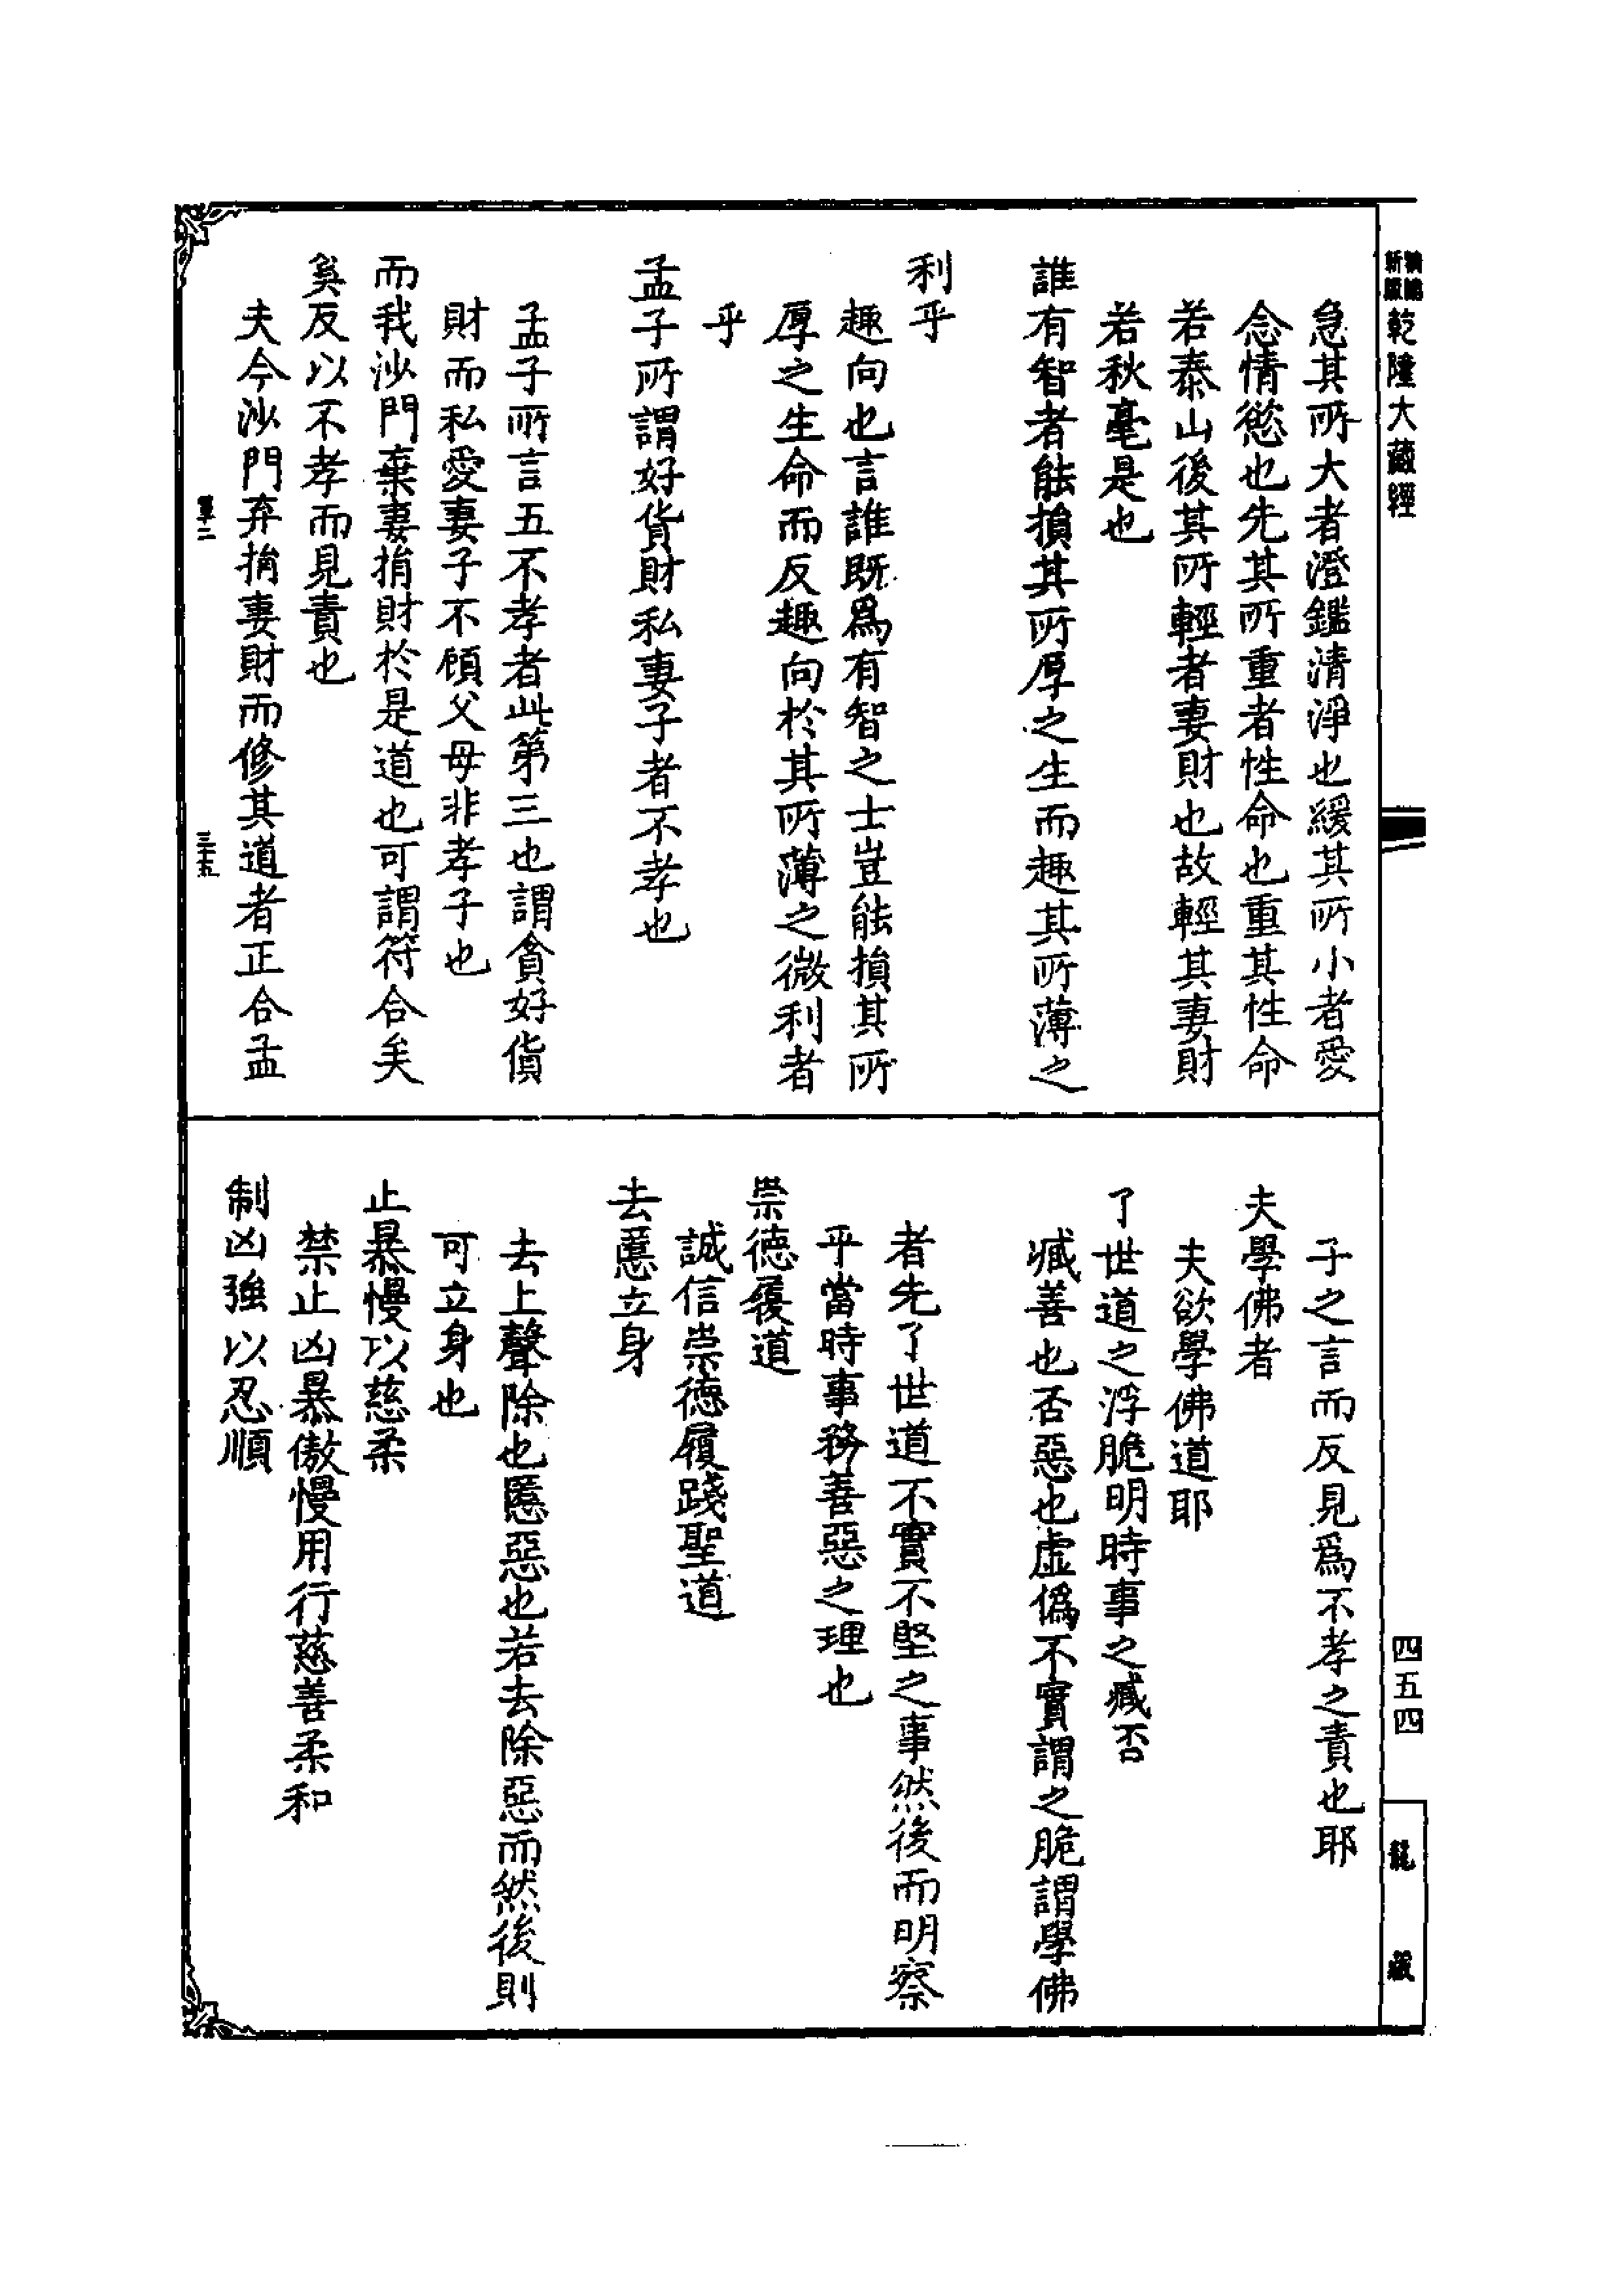 乾隆大藏經
急其所大者澄鑑清淨也緩其所小者愛
念情慾也先其所重者性命也重其性命
若泰山後其所輕者妻財也故輕其妻財
若秋毫是也
誰有智者能損其所厚之生而趣其所薄之
利乎
趣向也言誰既爲有智之士豈能損其所
厚之生命而反趣向於其所薄之微利者
乎
孟子所謂好貨財私妻子者不孝也
孟子所言五不孝者此第三也謂貪好貨
財而私愛妻子不顧父母非孝子也
而我沙門棄妻捐財於是道也可謂符合矣
奚反以不孝而見責也
夫今沙門弃捐妻財而修其道者正合孟
三十五
子之言而反見爲不孝之責也耶
夫學佛者
夫欲學佛道耶
了世道之浮脆明時事之臧否
臧善也否惡也虛僞不實謂之脆謂學佛
者先了世道不實不堅之事然後而明察
乎當時事務善惡之理也
崇德履道
誠信崇德履踐聖道
去慝立身
去上聲除也慝惡也若去除惡而然後則
可立身也
止暴慢以慈柔
禁止凶暴傲慢用行慈善柔和
制凶強以忍順
四五四
龍藏